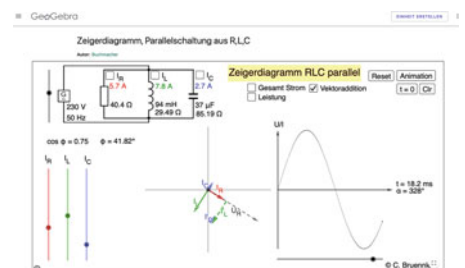 GeoGebra
EINHEIT ERSTELLEN
Zeigerdiagramm, Parallelschaltung aus R,L,C
Autor:
Zeigerdiagramm RLC parallel
Reset
Animation
Gesamt Strom
Vektoraddition
t = 0
Clr
Leistung
I_R
I_L
I_C
5.7 A
7.8 A
2.7 A
G
230 V
50 Hz
40.4 Ω
94 mH
29.49 Ω
37 µF
85.19 Ω
cos φ = 0.75
φ = 41.82°
U/I
I_R
I_L
I_C
I_C
I_R
t = 18.2 ms
α = 328°